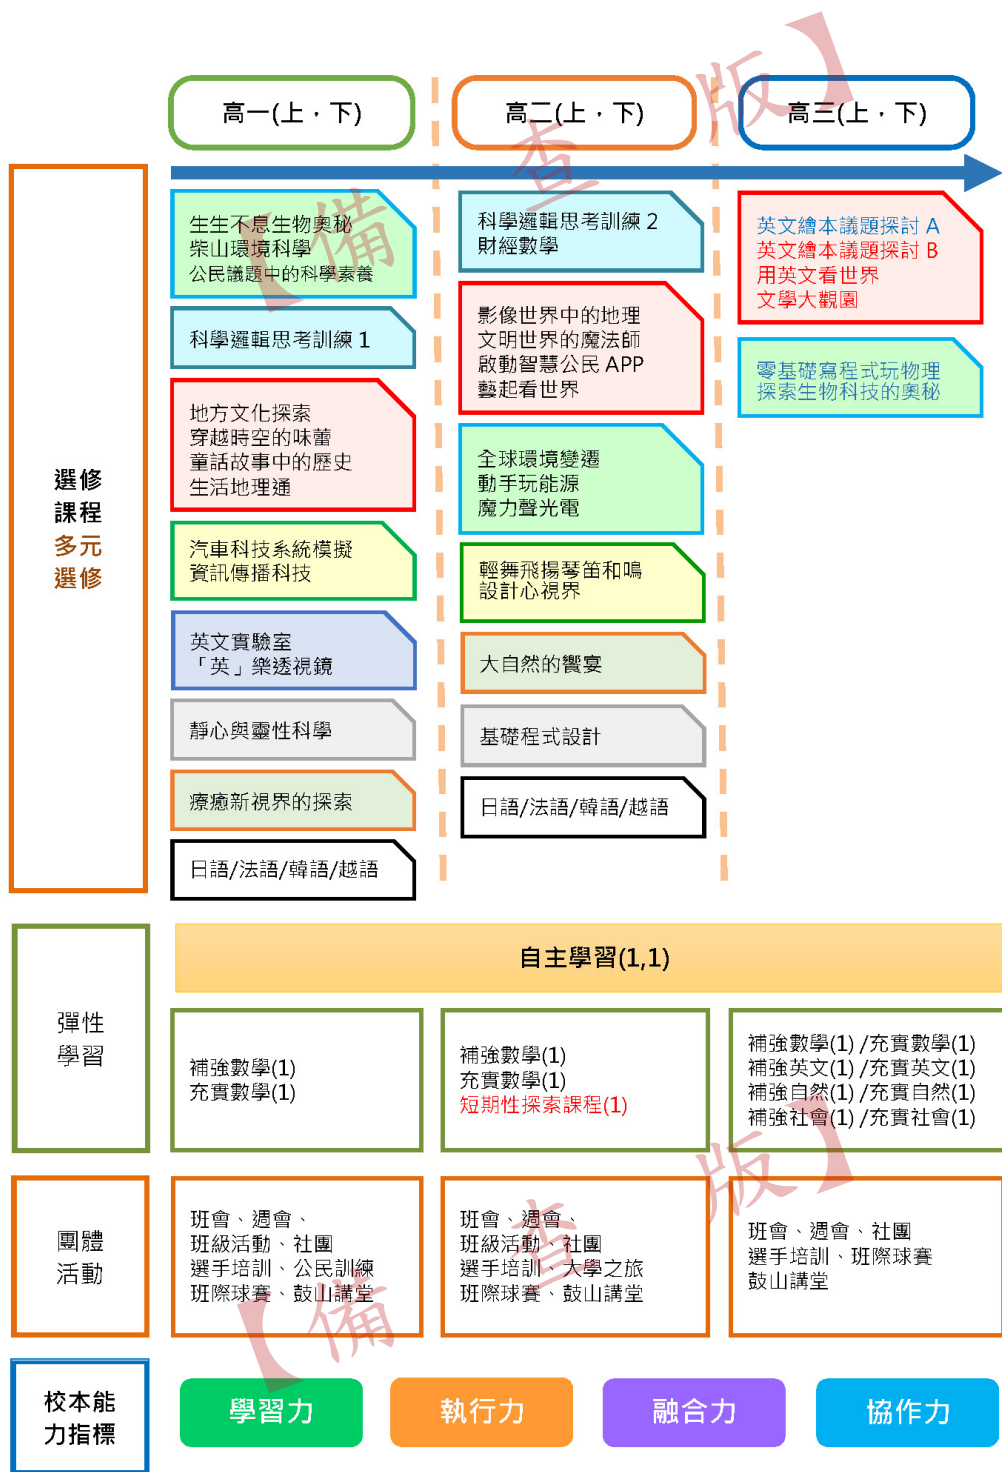 高一(上‧下)
高二(上‧下)
高三(上‧下)
選修
課程
多元
選修
生生不息生物奧秘
柴山環境科學
公民議題中的科學素養
科學邏輯思考訓練 1
地方文化探索
穿越時空的味蕾
童話故事中的歷史
生活地理通
汽車科技系統模擬
資訊傳播科技
英文實驗室
「英」樂透視鏡
靜心與靈性科學
療癒新視界的探索
日語/法語/韓語/越語
科學邏輯思考訓練 2
財經數學
影像世界中的地理
文明世界的魔法師
啟動智慧公民 APP
藝起看世界
全球環境變遷
動手玩能源
魔力聲光電
輕舞飛揚琴笛和鳴
設計心視界
大自然的饗宴
基礎程式設計
日語/法語/韓語/越語
英文繪本議題探討 A
英文繪本議題探討 B
用英文看世界
文學大觀園
零基礎寫程式玩物理
探索生物科技的奧秘
彈性
學習
自主學習(1,1)
補強數學(1)
充實數學(1)
補強數學(1)
充實數學(1)
短期性探索課程(1)
補強數學(1) /充實數學(1)
補強英文(1) /充實英文(1)
補強自然(1) /充實自然(1)
補強社會(1) /充實社會(1)
團體
活動
班會、週會、
班級活動、社團
選手培訓、公民訓練
班際球賽、鼓山講堂
班會、週會、
班級活動、社團
選手培訓、大學之旅
班際球賽、鼓山講堂
班會、週會、社團
選手培訓、班際球賽
鼓山講堂
校本能
力指標
學習力
執行力
融合力
協作力
【備查版】
【備查版】